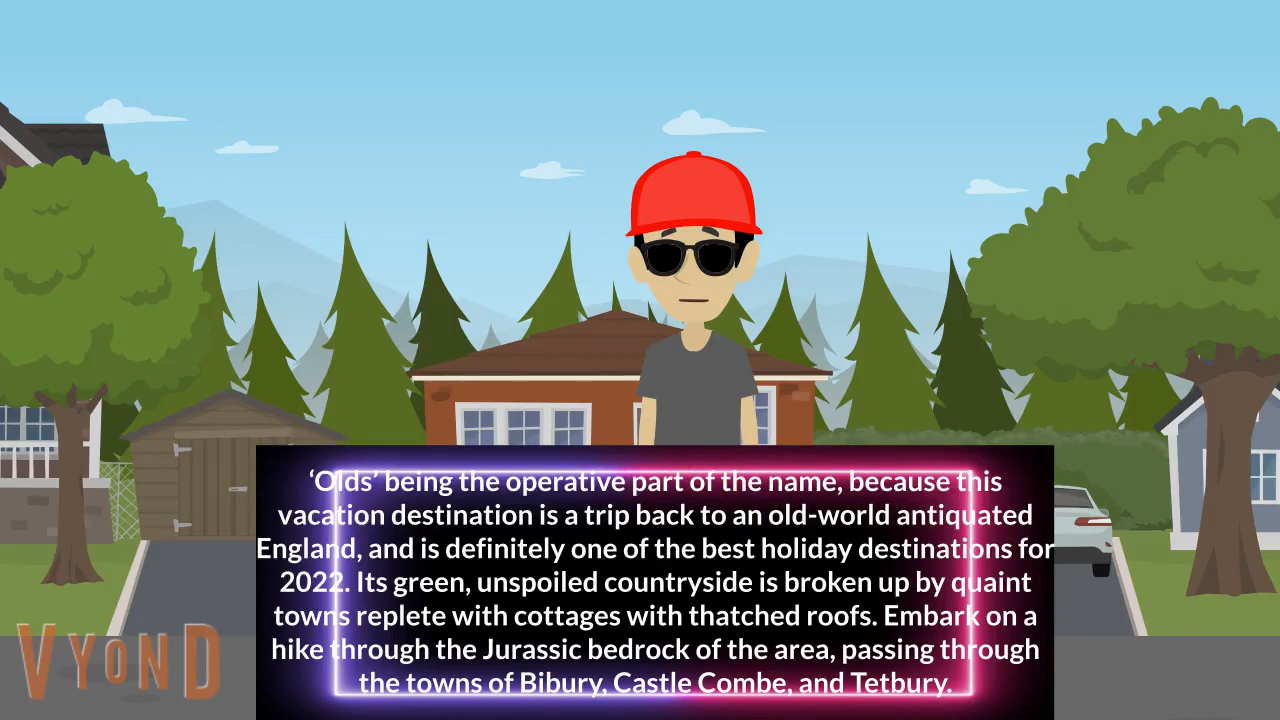 ‘Olds’ being the operative part of the name, because this
vacation destination is a trip back to an old-world antiquated
England, and is definitely one of the best holiday destinations for
2022. Its green, unspoiled countryside is broken up by quaint
towns replete with cottages with thatched roofs. Embark on a
hike through the Jurassic bedrock of the area, passing through
the towns of Bibury, Castle Combe, and Tetbury.
VYOND